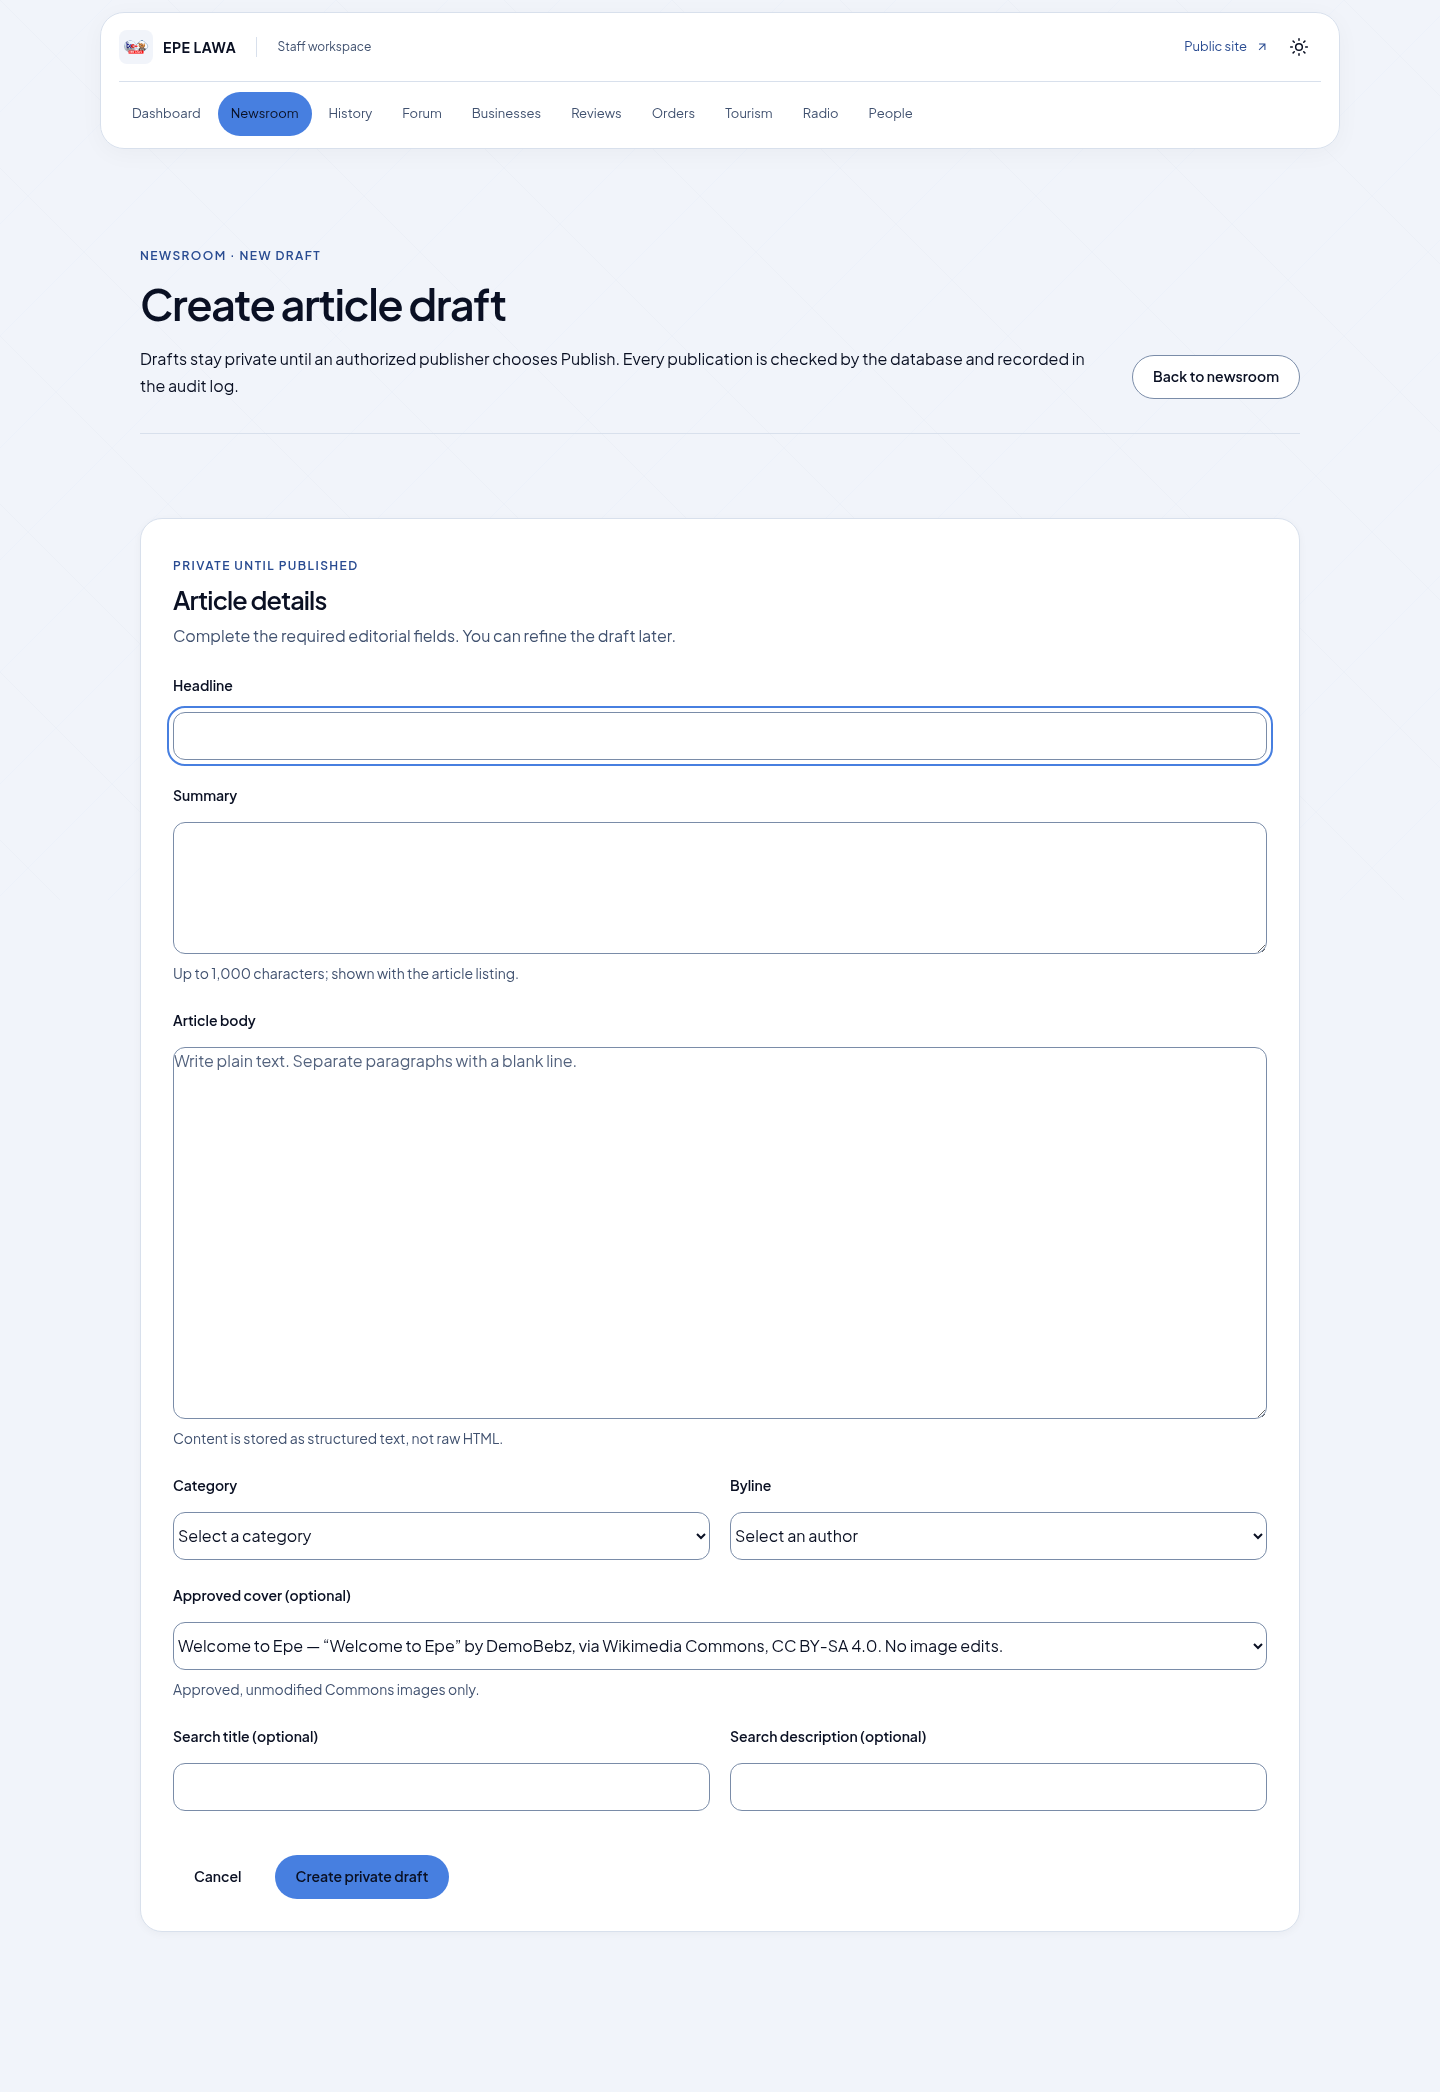 EPE LAWA
Staff workspace
Public site
Dashboard
Newsroom
History
Forum
Businesses
Reviews
Orders
Tourism
Radio
People
NEWSROOM · NEW DRAFT
Create article draft
Drafts stay private until an authorized publisher chooses Publish. Every publication is checked by the database and recorded in
the audit log.
Back to newsroom
PRIVATE UNTIL PUBLISHED
Article details
Complete the required editorial fields. You can refine the draft later.
Headline
Summary
Up to 1,000 characters; shown with the article listing.
Article body
Write plain text. Separate paragraphs with a blank line.
Content is stored as structured text, not raw HTML.
Category
Byline
Select a category
Select an author
Approved cover (optional)
Welcome to Epe — “Welcome to Epe” by DemoBebz, via Wikimedia Commons, CC BY-SA 4.0. No image edits.
Approved, unmodified Commons images only.
Search title (optional)
Search description (optional)
Cancel
Create private draft